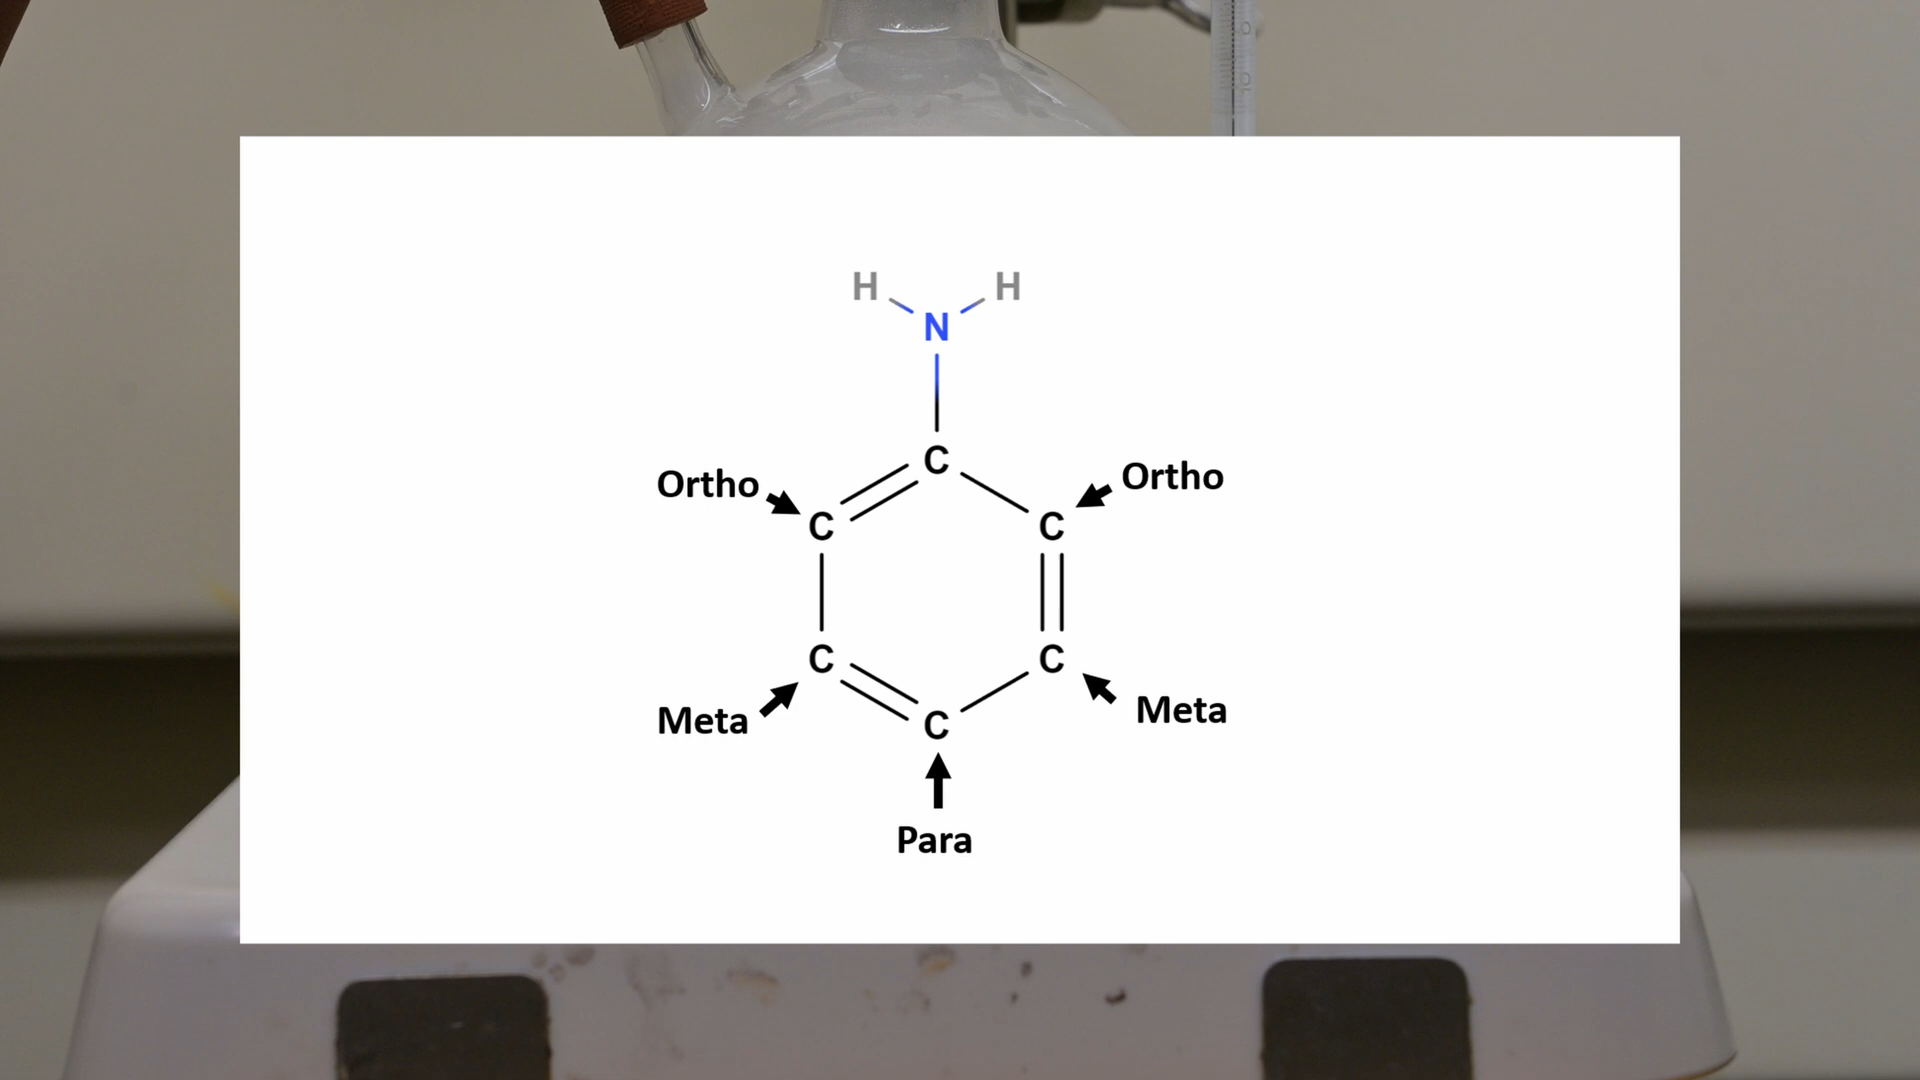 H H
N
C
Ortho Ortho
C C
C C
Meta Meta
C
Para